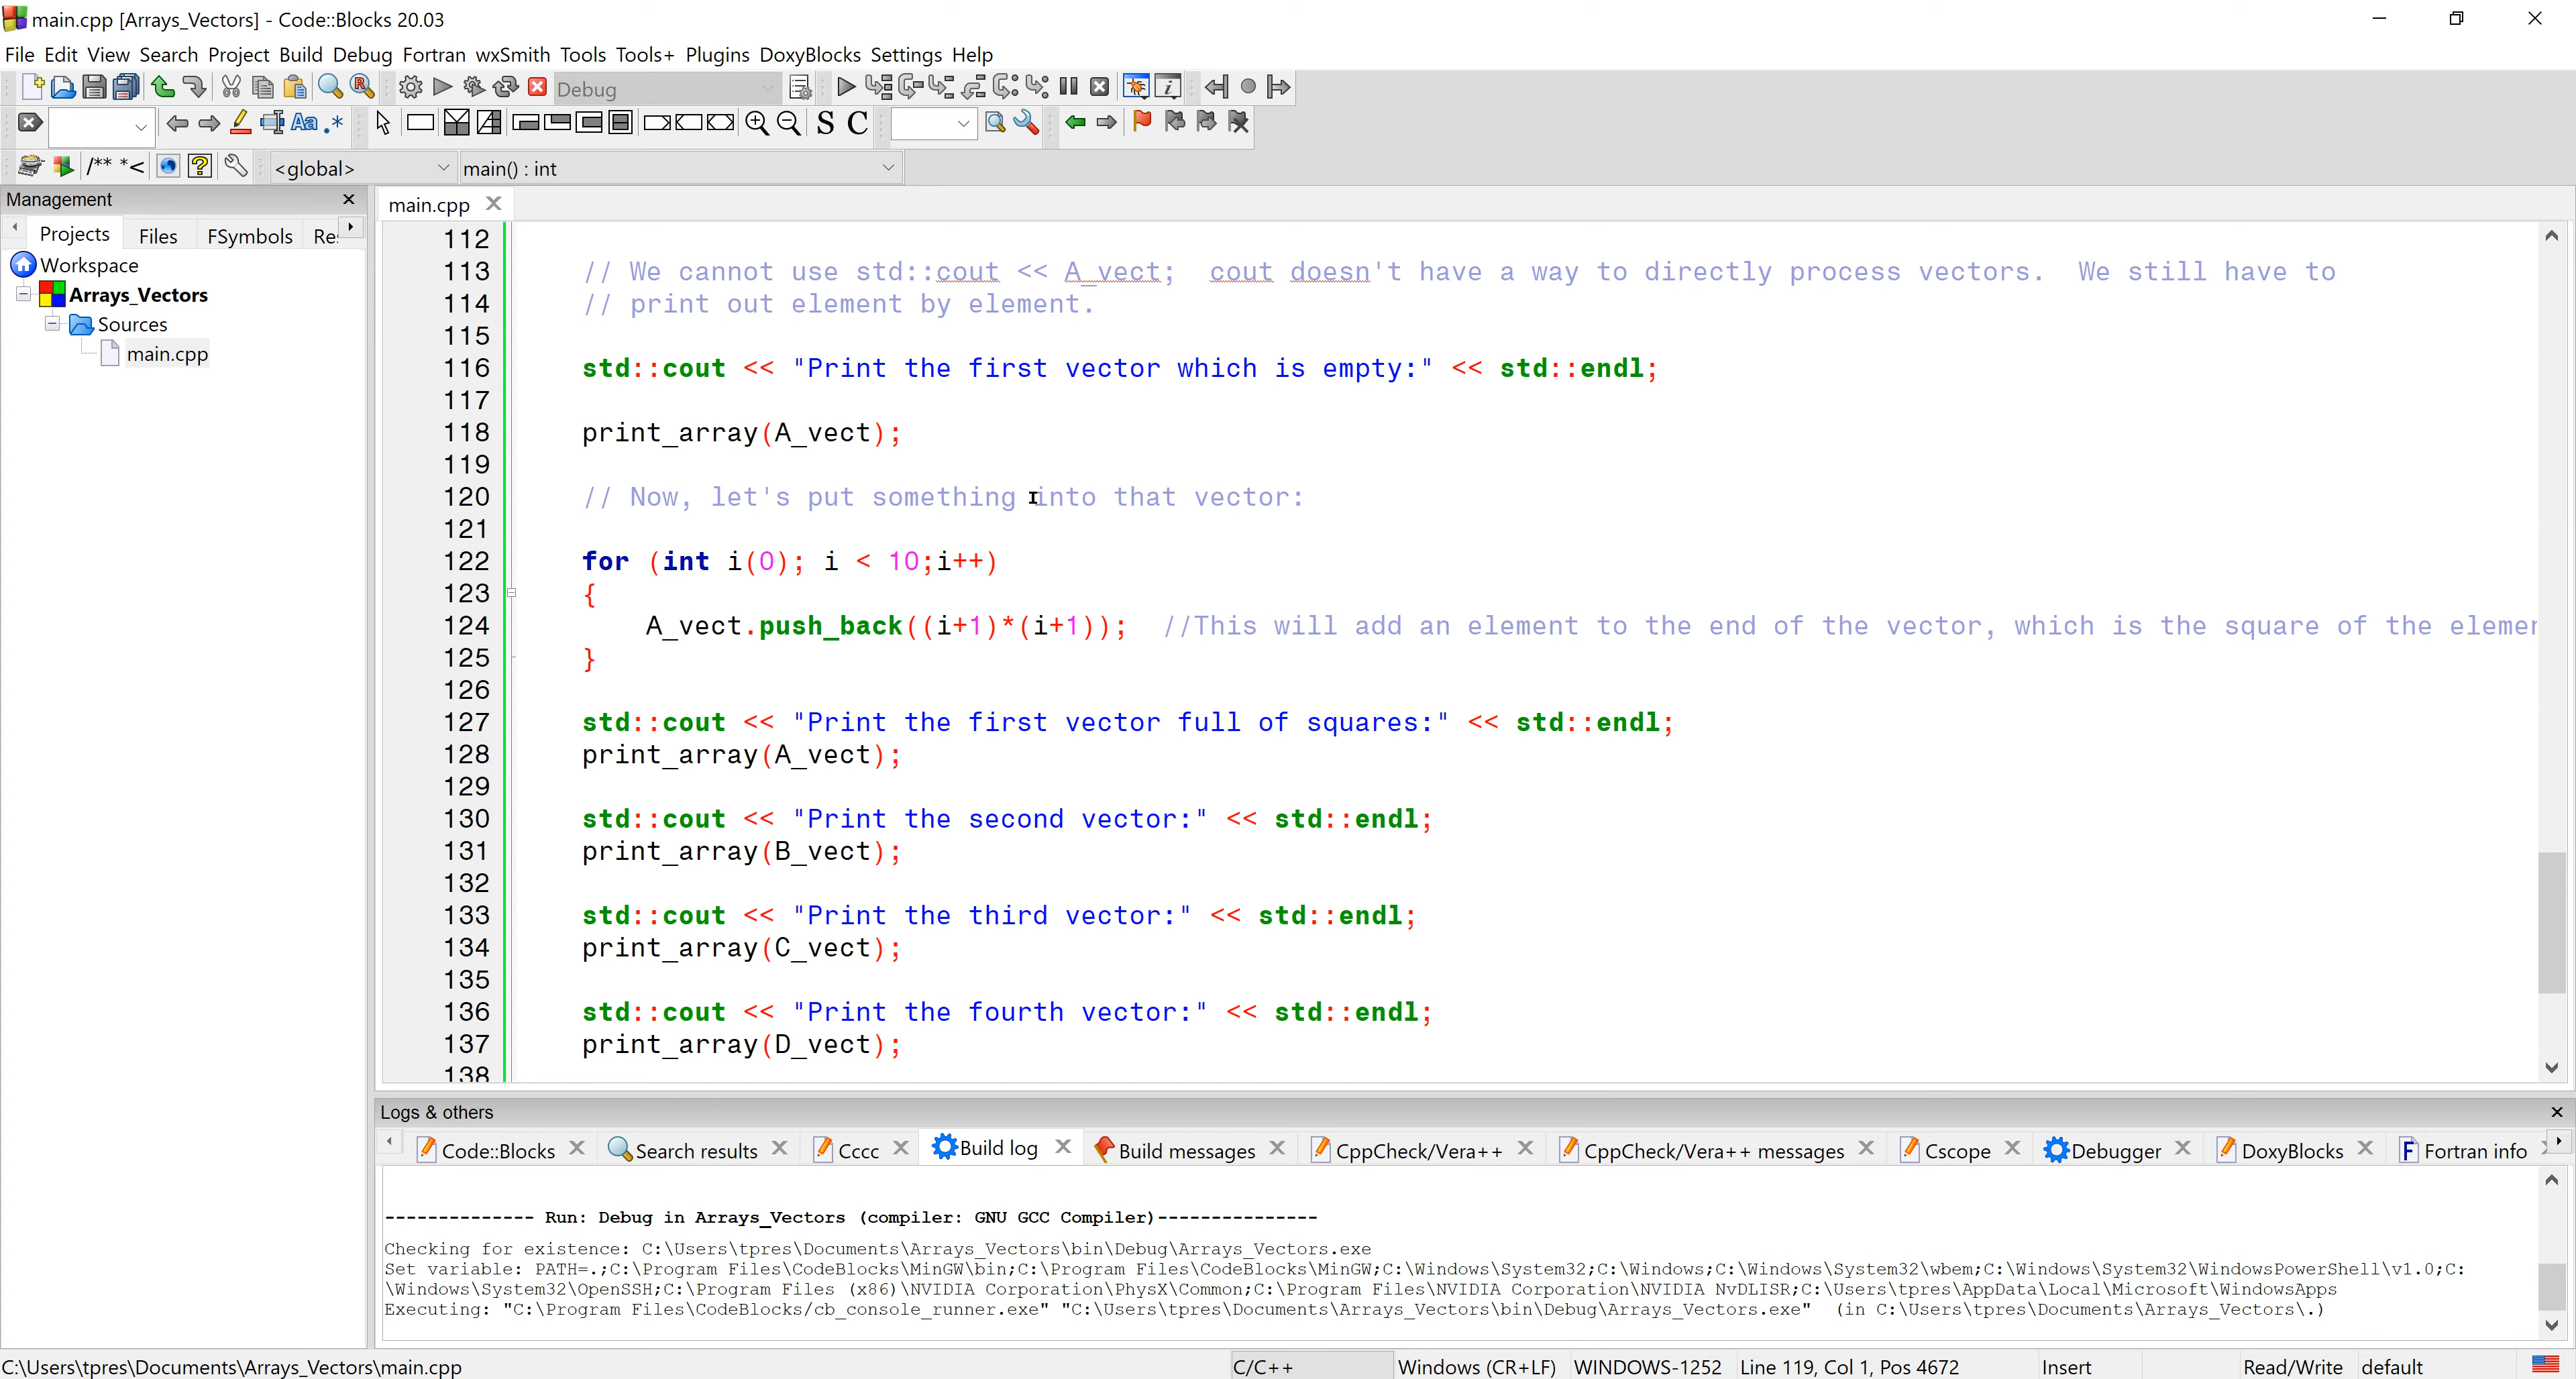 main.cpp [Arrays_Vectors] - Code::Blocks 20.03
File Edit View Search Project Build Debug Fortran wxSmith Tools Tools+ Plugins DoxyBlocks Settings Help
Debug
S C
/** *<
<global>
main() : int
Management
Projects Files FSymbols Re
Workspace
Arrays_Vectors
Sources
main.cpp
main.cpp
112
113 // We cannot use std::cout << A_vect; cout doesn't have a way to directly process vectors. We still have to
114 // print out element by element.
115
116 std::cout << "Print the first vector which is empty:" << std::endl;
117
118 print_array(A_vect);
119
120 // Now, let's put something into that vector:
121
122 for (int i(0); i < 10;i++)
123 {
124 A_vect.push_back((i+1)*(i+1)); //This will add an element to the end of the vector, which is the square of the elemen
125 }
126
127 std::cout << "Print the first vector full of squares:" << std::endl;
128 print_array(A_vect);
129
130 std::cout << "Print the second vector:" << std::endl;
131 print_array(B_vect);
132
133 std::cout << "Print the third vector:" << std::endl;
134 print_array(C_vect);
135
136 std::cout << "Print the fourth vector:" << std::endl;
137 print_array(D_vect);
138
Logs & others
Code::Blocks Search results Cccc Build log Build messages CppCheck/Vera++ CppCheck/Vera++ messages Cscope Debugger DoxyBlocks Fortran info
-------------- Run: Debug in Arrays_Vectors (compiler: GNU GCC Compiler)---------------
Checking for existence: C:\Users\tpres\Documents\Arrays_Vectors\bin\Debug\Arrays_Vectors.exe
Set variable: PATH=.;C:\Program Files\CodeBlocks\MinGW\bin;C:\Program Files\CodeBlocks\MinGW;C:\Windows\System32;C:\Windows;C:\Windows\System32\wbem;C:\Windows\System32\WindowsPowerShell\v1.0;C:
\Windows\System32\OpenSSH;C:\Program Files (x86)\NVIDIA Corporation\PhysX\Common;C:\Program Files\NVIDIA Corporation\NVIDIA NvDLISR;C:\Users\tpres\AppData\Local\Microsoft\WindowsApps
Executing: "C:\Program Files\CodeBlocks/cb_console_runner.exe" "C:\Users\tpres\Documents\Arrays_Vectors\bin\Debug\Arrays_Vectors.exe" (in C:\Users\tpres\Documents\Arrays_Vectors\.)
C:\Users\tpres\Documents\Arrays_Vectors\main.cpp C/C++ Windows (CR+LF) WINDOWS-1252 Line 119, Col 1, Pos 4672 Insert Read/Write default